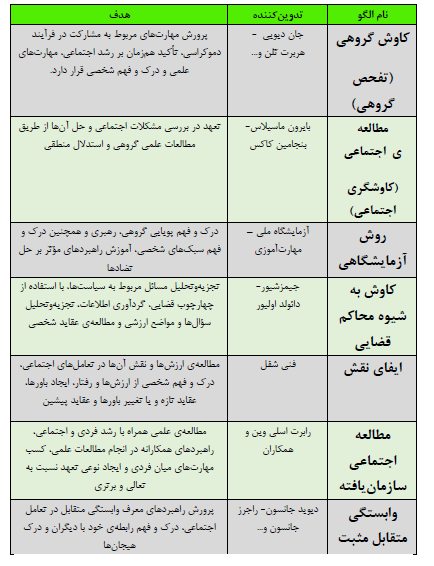 نام الگو
تدوین‌کننده
هدف
کاوش گروهی
(تفحص
گروهی)
جان دیویی -
هربرت تلن و...
پرورش مهارت‌های مربوط به مشارکت در فرآیند
دموکراسی، تأکید هم‌زمان بر رشد اجتماعی، مهارت‌های
علمی و درک و فهم شخصی قرار دارد.
مطالعه
ی اجتماعی
(کاوشگری
اجتماعی)
بایرون ماسیلاس-
بنجامین کاکس
تعهد در بررسی مشکلات اجتماعی و حل آن‌ها از طریق
مطالعات علمی گروهی و استدلال منطقی
روش
آزمایشگاهی
آزمایشگاه ملی –
مهارت‌آموزی
درک و فهم پویایی گروهی، رهبری و همچنین درک و
فهم سبک‌های شخصی، آموزش راهبردهای مؤثر بر حل
تضادها
کاوش به
شیوه محاکم
قضایی
جیمزشیور-
دائولد اولیور
تجزیه‌وتحلیل مسائل مربوط به سیاست‌ها، با استفاده از
چهارچوب قضایی، گردآوری اطلاعات، تجزیه‌وتحلیل
سؤال‌ها و مواضع ارزشی و مطالعه‌ی عقاید شخصی
ایفای نقش
فنی شفل
مطالعه‌ی ارزش‌ها و نقش آن‌ها در تعامل‌های اجتماعی،
درک و فهم شخصی از ارزش‌ها و رفتار، ایجاد باورها،
عقاید تازه و یا تغییر باورها و عقاید پیشین
مطالعه
اجتماعی
سازمان‌یافته
رابرت اسلی وین و
همکاران
مطالعه‌ی علمی همراه با رشد فردی و اجتماعی،
راهبردهای همکارانه در انجام مطالعات علمی، کسب
مهارت‌های میان فردی و ایجاد نوعی تعهد نسبت به
تعالی و برتری
وابستگی
متقابل مثبت
دیوید جانسون- راجرز
جانسون و...
پرورش راهبردهای معرف وابستگی متقابل در تعامل
اجتماعی، درک و فهم رابطه‌ی خود با دیگران و درک
هیجان‌ها